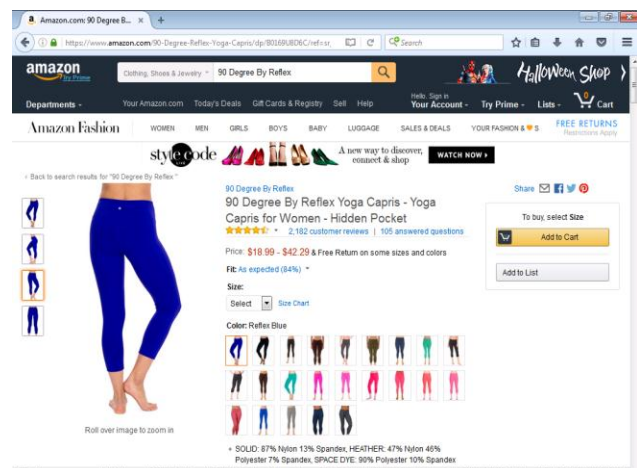 Amazon.com: 90 Degree B...
https://www.amazon.com/90-Degree-Reflex-Yoga-Capris/dp/
Search
amazon
Try Prime
Clothing, Shoes & Jewelry
90 Degree By Reflex
Halloween Shop
Departments
Your Amazon.com Today's Deals Gift Cards & Registry Sell Help
Hello. Sign in
Your Account
Try Prime
Lists
0
Cart
Amazon Fashion
WOMEN MEN GIRLS BOYS BABY LUGGAGE SALES & DEALS YOUR FASHION & S
FREE RETURNS
Restrictions Apply
style code
LIVE
A new way to discover,
connect & shop
WATCH NOW
‹ Back to search results for "90 Degree By Reflex "
90 Degree By Reflex
90 Degree By Reflex Yoga Capris - Yoga
Capris for Women - Hidden Pocket
2,182 customer reviews | 105 answered questions
Price: $18.99 - $42.29 & Free Return on some sizes and colors
Fit: As expected (84%)
Size:
Select
Size Chart
Color: Reflex Blue
Roll over image to zoom in
• SOLID: 87% Nylon 13% Spandex, HEATHER: 47% Nylon 46%
Polyester 7% Spandex, SPACE DYE: 90% Polyester 10% Spandex
Share
To buy, select Size
Add to Cart
Add to List